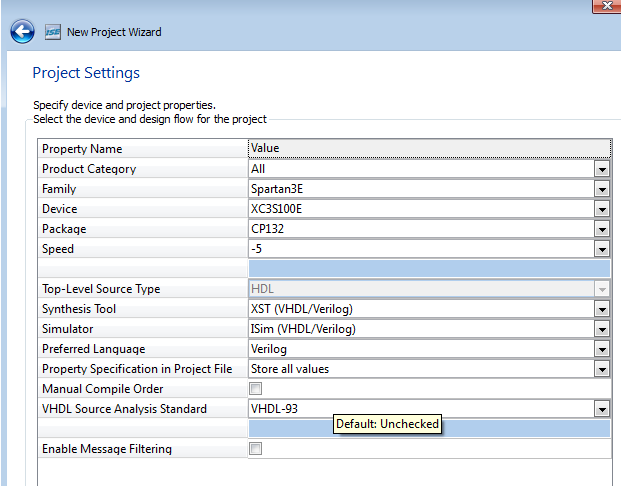 ISE New Project Wizard
Project Settings
Specify device and project properties.
Select the device and design flow for the project
Property Name Value
Product Category All
Family Spartan3E
Device XC3S100E
Package CP132
Speed -5
Top-Level Source Type HDL
Synthesis Tool XST (VHDL/Verilog)
Simulator ISim (VHDL/Verilog)
Preferred Language Verilog
Property Specification in Project File Store all values
Manual Compile Order
VHDL Source Analysis Standard VHDL-93
Default: Unchecked
Enable Message Filtering